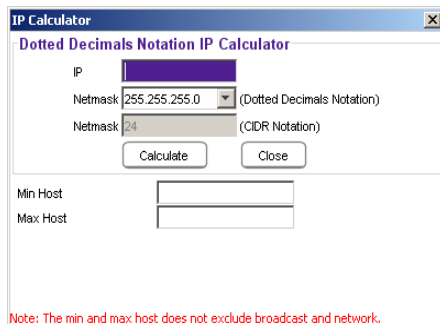 IP Calculator
Dotted Decimals Notation IP Calculator
IP
Netmask 255.255.255.0 (Dotted Decimals Notation)
Netmask 24 (CIDR Notation)
Calculate Close
Min Host
Max Host
Note: The min and max host does not exclude broadcast and network.